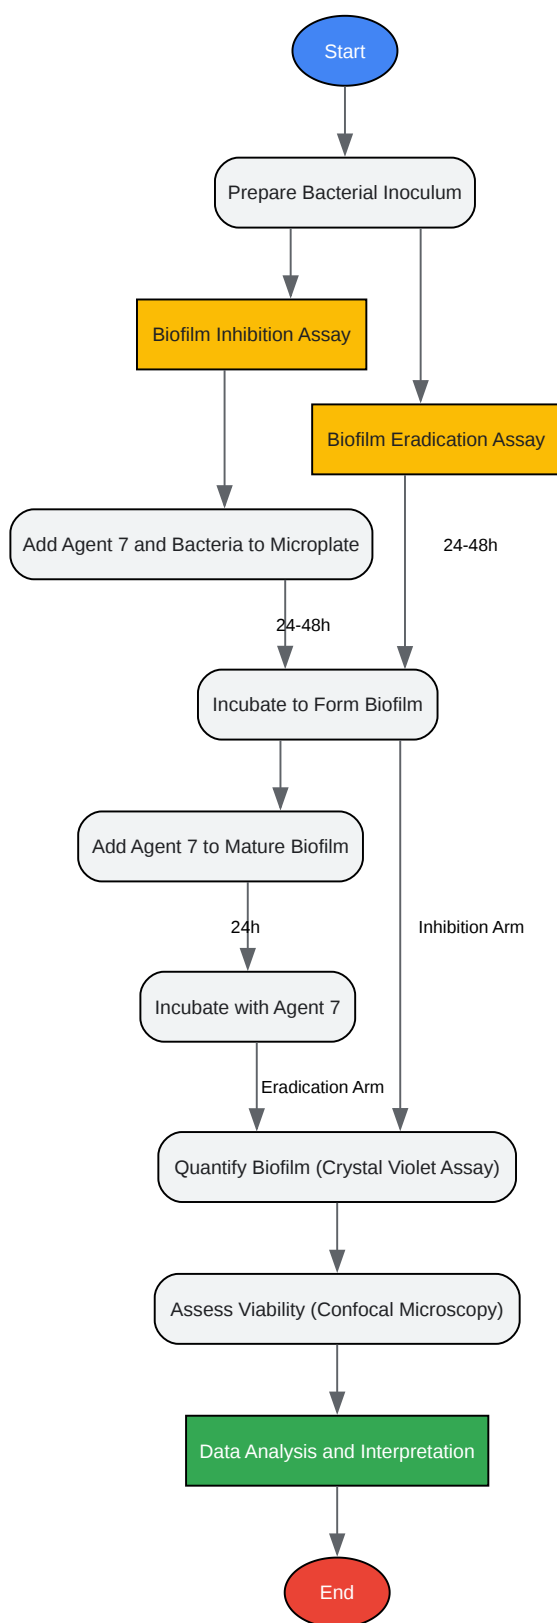 Start
Prepare Bacterial Inoculum
Biofilm Inhibition Assay
Biofilm Eradication Assay
Add Agent 7 and Bacteria to Microplate
24-48h
24-48h
Incubate to Form Biofilm
Add Agent 7 to Mature Biofilm
24h
Inhibition Arm
Incubate with Agent 7
Eradication Arm
Quantify Biofilm (Crystal Violet Assay)
Assess Viability (Confocal Microscopy)
Data Analysis and Interpretation
End